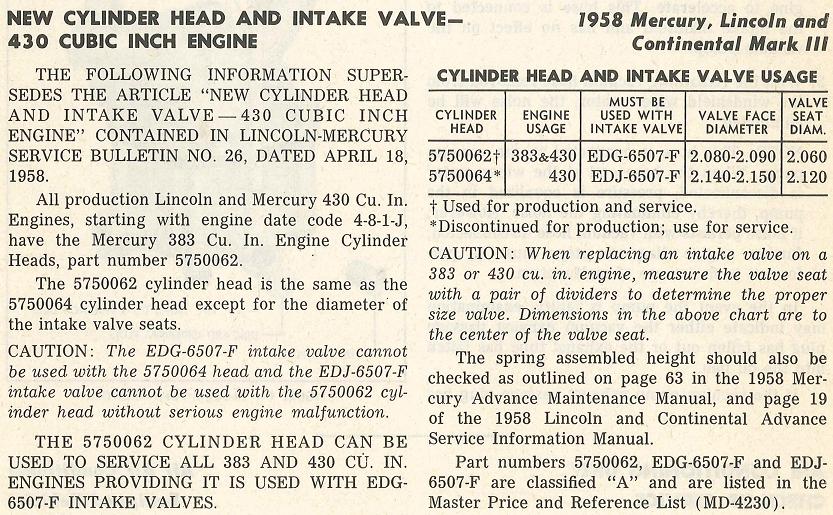 NEW CYLINDER HEAD AND INTAKE VALVE—
430 CUBIC INCH ENGINE
1958 Mercury, Lincoln and
Continental Mark III
THE FOLLOWING INFORMATION SUPER-
SEDES THE ARTICLE "NEW CYLINDER HEAD
AND INTAKE VALVE—430 CUBIC INCH
ENGINE" CONTAINED IN LINCOLN-MERCURY
SERVICE BULLETIN NO. 26, DATED APRIL 18,
1958.
All production Lincoln and Mercury 430 Cu. In.
Engines, starting with engine date code 4-8-1-J,
have the Mercury 383 Cu. In. Engine Cylinder
Heads, part number 5750062.
The 5750062 cylinder head is the same as the
5750064 cylinder head except for the diameter of
the intake valve seats.
CAUTION: The EDG-6507-F intake valve cannot
be used with the 5750064 head and the EDJ-6507-F
intake valve cannot be used with the 5750062 cyl-
inder head without serious engine malfunction.
THE 5750062 CYLINDER HEAD CAN BE
USED TO SERVICE ALL 383 AND 430 CU. IN.
ENGINES PROVIDING IT IS USED WITH EDG-
6507-F INTAKE VALVES.
CYLINDER HEAD AND INTAKE VALVE USAGE
CYLINDER HEAD ENGINE USAGE MUST BE USED WITH INTAKE VALVE VALVE FACE DIAMETER VALVE SEAT DIAM.
5750062† 383&430 EDG-6507-F 2.080-2.090 2.060
5750064* 430 EDJ-6507-F 2.140-2.150 2.120
† Used for production and service.
*Discontinued for production; use for service.
CAUTION: When replacing an intake valve on a
383 or 430 cu. in. engine, measure the valve seat
with a pair of dividers to determine the proper
size valve. Dimensions in the above chart are to
the center of the valve seat.
The spring assembled height should also be
checked as outlined on page 63 in the 1958 Mer-
cury Advance Maintenance Manual, and page 19
of the 1958 Lincoln and Continental Advance
Service Information Manual.
Part numbers 5750062, EDG-6507-F and EDJ-
6507-F are classified "A" and are listed in the
Master Price and Reference List (MD-4230).